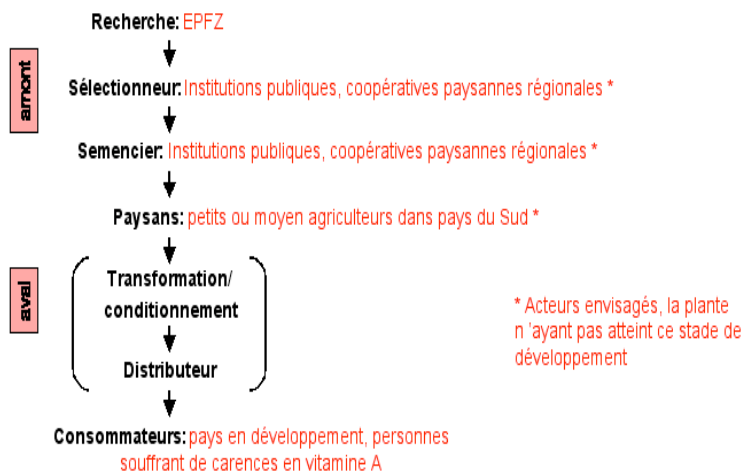 Recherche: EPFZ
amont
Sélectionneur: Institutions publiques, coopératives paysannes régionales *
Semencier: Institutions publiques, coopératives paysannes régionales *
Paysans: petits ou moyen agriculteurs dans pays du Sud *
aval
Transformation/
conditionnement
Distributeur
* Acteurs envisagés, la plante
n 'ayant pas atteint ce stade de
développement
Consommateurs: pays en développement, personnes
souffrant de carences en vitamine A